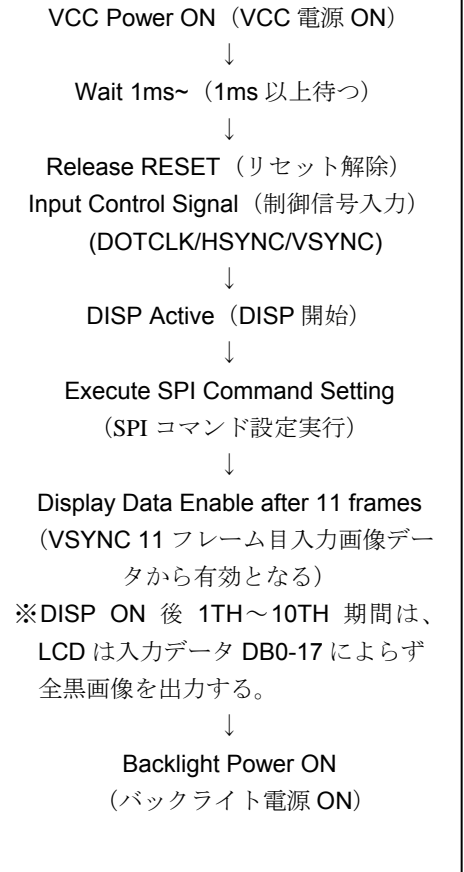 VCC Power ON（VCC 電源 ON）
↓
Wait 1ms~（1ms 以上待つ）
↓
Release RESET（リセット解除）
Input Control Signal（制御信号入力）
(DOTCLK/HSYNC/VSYNC)
↓
DISP Active（DISP 開始）
↓
Execute SPI Command Setting
（SPI コマンド設定実行）
↓
Display Data Enable after 11 frames
（VSYNC 11 フレーム目入力画像デー
タから有効となる）
※DISP ON 後 1TH～10TH 期間は、
LCD は入力データ DB0-17 によらず
全黒画像を出力する。
↓
Backlight Power ON
（バックライト電源 ON）